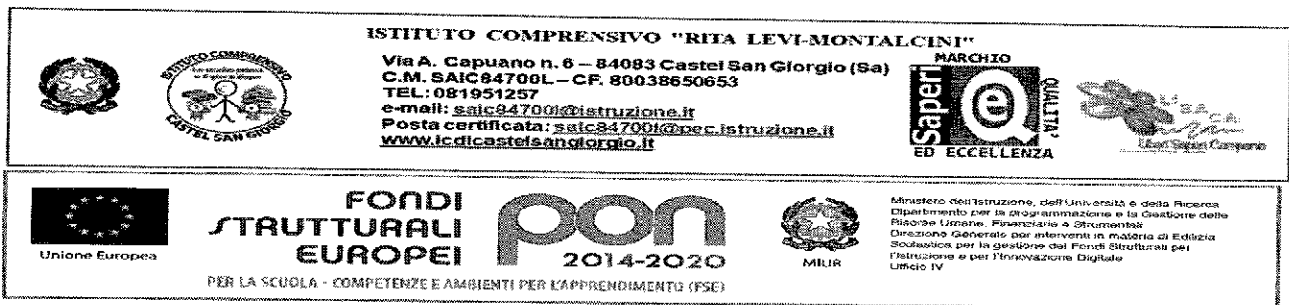 ISTITUTO COMPRENSIVO "RITA LEVI-MONTALCINI"
Via A. Capuano n. 6 – 84083 Castel San Giorgio (Sa)
C.M. SAIC84700L – CF. 80038650653
TEL: 081951257
e-mail: saic84700l@istruzione.it
Posta certificata: saic84700l@pec.istruzione.it
www.icdicastelsangiorgio.it
ISTITUTO COMPRENSIVO
CASTEL SAN GIORGIO
MARCHIO
Saperi
e
QUALITA'
ED ECCELLENZA
Liberi Saperi Campania
Unione Europea
FONDI
STRUTTURALI
EUROPEI
pon
2014-2020
PER LA SCUOLA - COMPETENZE E AMBIENTI PER L'APPRENDIMENTO (FSE)
MIUR
Ministero dell'Istruzione, dell'Università e della Ricerca
Dipartimento per la programmazione e la Gestione delle
Risorse Umane, Finanziarie e Strumentali
Direzione Generale per interventi in materia di Edilizia
Scolastica per la gestione dei Fondi Strutturali per
l'Istruzione e per l'Innovazione Digitale
Ufficio IV